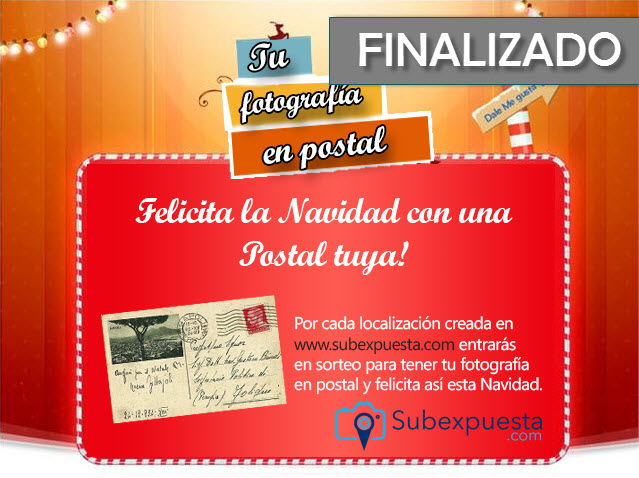 FINALIZADO
Tu
fotografía
en postal
Dale Me gusta
Felicita la Navidad con una
Postal tuya!
Por cada localización creada en
www.subexpuesta.com entrarás
en sorteo para tener tu fotografía
en postal y felicita así esta Navidad.
Subexpuesta
.com